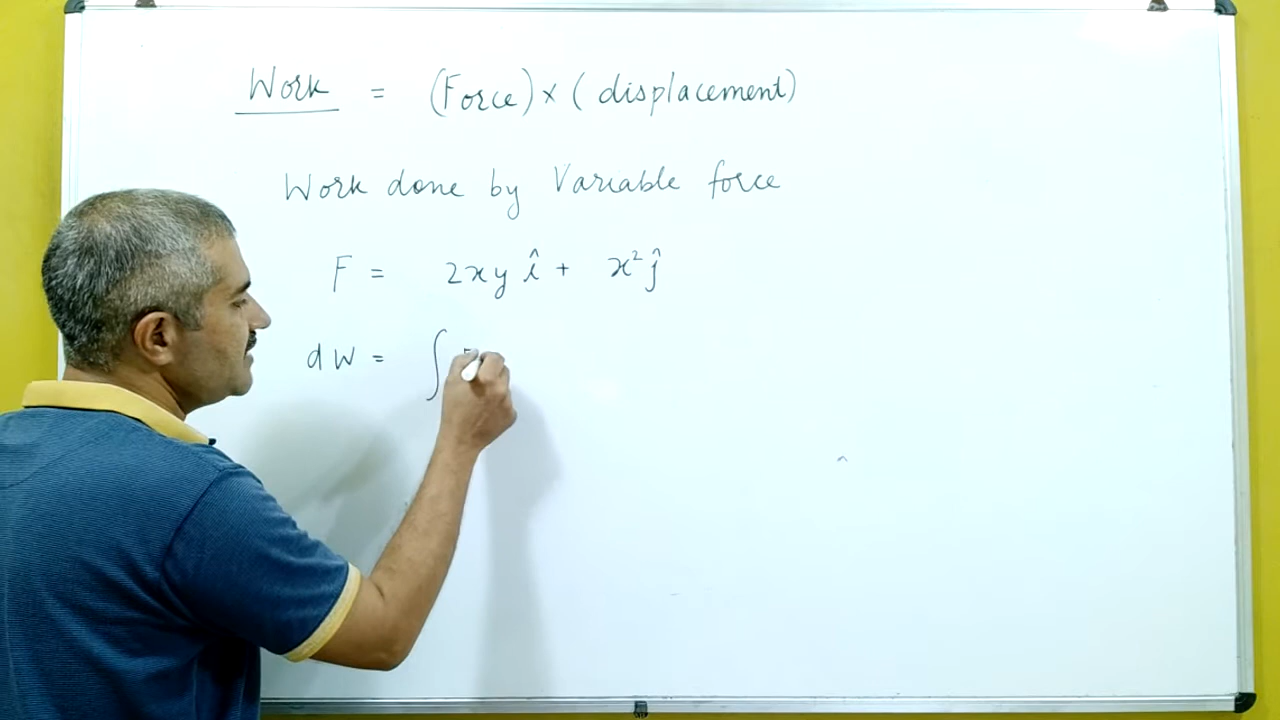 Work = (Force) × ( displacement)
Work done by Variable force
F = 2xy î + x² ĵ
dW = ∫